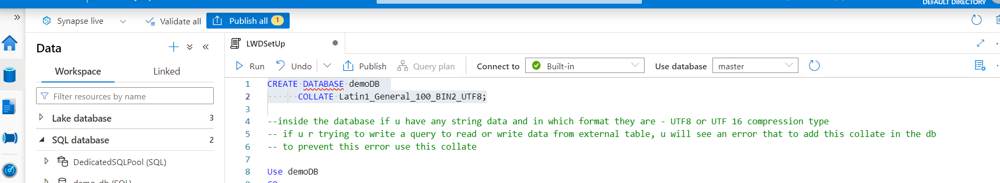 DEFAULT DIRECTORY
Synapse live
Validate all
Publish all 1
Data
Workspace
Linked
Filter resources by name
Lake database 3
SQL database 2
DedicatedSQLPool (SQL)
demo_db (SQL)
LWDSetUp
Run
Undo
Publish
Query plan
Connect to
Built-in
Use database
master
1 CREATE DATABASE demoDB
2 COLLATE Latin1_General_100_BIN2_UTF8;
3
4 --inside the database if u have any string data and in which format they are - UTF8 or UTF 16 compression type
5 -- if u r trying to write a query to read or write data from external table, u will see an error that to add this collate in the db
6 -- to prevent this error use this collate
7
8 Use demoDB
9 GO